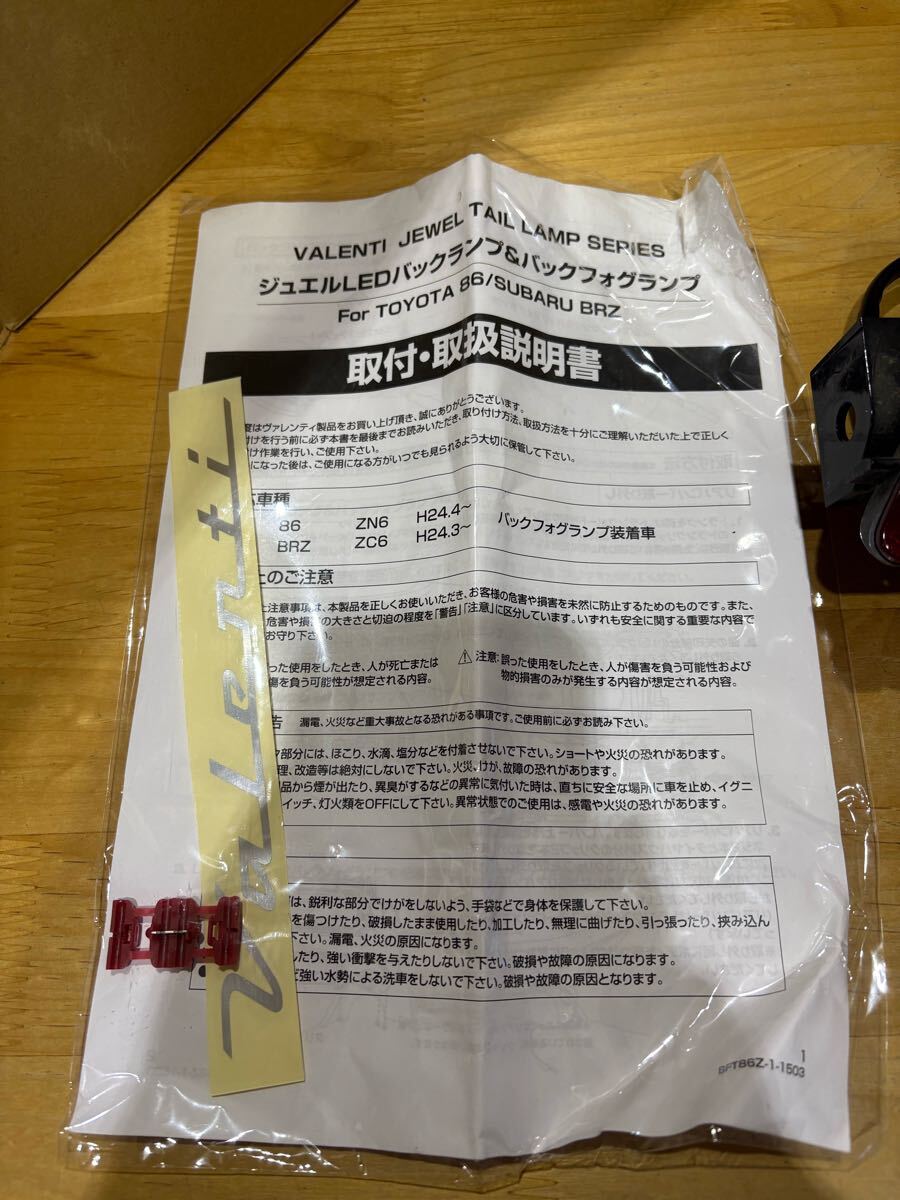 VALENTI JEWEL TAIL LAMP SERIES
ジュエルLEDバックランプ&バックフォグランプ
For TOYOTA 86/SUBARU BRZ
取付・取扱説明書
度はヴァレンティ製品をお買い上げ頂き、誠にありがとうございます。
付けを行う前に必ず本書を最後までお読みいただき、取り付け方法、取扱方法を十分にご理解いただいた上で正しく
け作業を行い、ご使用下さい。
になった後は、ご使用になる方がいつでも見られるよう大切に保管して下さい。
車種
86 ZN6 H24.4~ バックフォグランプ装着車
BRZ ZC6 H24.3~
上のご注意
注意事項は、本製品を正しくお使いいただき、お客様の危害や損害を未然に防止するためのものです。また、
危害や損害の大きさと切迫の程度を「警告」「注意」に区分しています。いずれも安全に関する重要な内容で
お守り下さい。
った使用をしたとき、人が死亡または
傷を負う可能性が想定される内容。
注意:誤った使用をしたとき、人が傷害を負う可能性および
物的損害のみが発生する内容が想定される内容。
告 漏電、火災など重大事故となる恐れがある事項です。ご使用前に必ずお読み下さい。
部分には、ほこり、水滴、塩分などを付着させないで下さい。ショートや火災の恐れがあります。
理、改造等は絶対にしないで下さい。火災、けが、故障の恐れがあります。
品から煙が出たり、異臭がするなどの異常に気付いた時は、直ちに安全な場所に車を止め、イグニ
イッチ、灯火類をOFFにして下さい。異常状態でのご使用は、感電や火災の恐れがあります。
は、鋭利な部分でけがをしないよう、手袋などで身体を保護して下さい。
を傷つけたり、破損したまま使用したり、加工したり、無理に曲げたり、引っ張ったり、挟み込ん
下さい。漏電、火災の原因になります。
したり、強い衝撃を与えたりしないで下さい。破損や故障の原因になります。
ど強い水勢による洗車をしないで下さい。破損や故障の原因となります。
1
SFT86Z-1-1503
Valenti